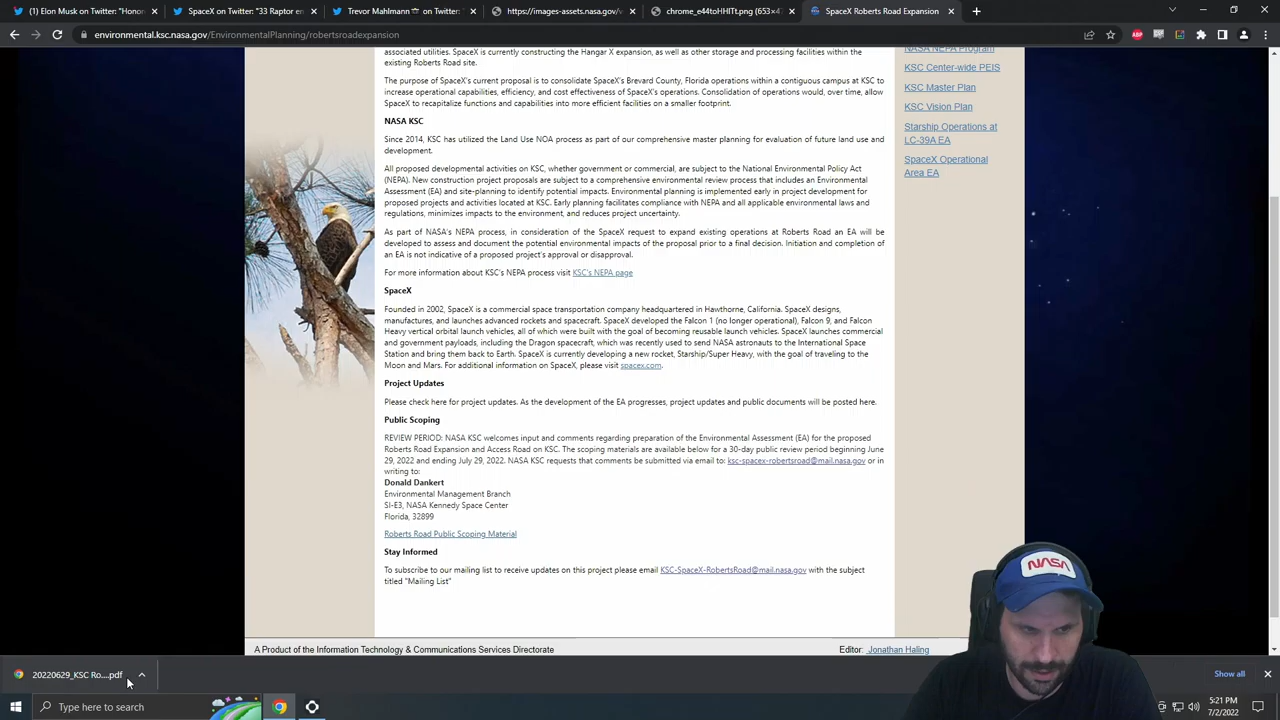 (1) Elon Musk on Twitter: "Honor
SpaceX on Twitter: "33 Raptor en
Trevor Mahlmann on Twitter: "
chrome_iobj6mhutI (653×47
SpaceX Roberts Road Expansion
environmental.ksc.nasa.gov/EnvironmentalPlanning/robertsroadexpansion
associated utilities. SpaceX is currently constructing the Hangar X expansion, as well as other storage and processing facilities within the
existing Roberts Road site.
The purpose of SpaceX's current proposal is to consolidate SpaceX's Brevard County, Florida operations within a contiguous campus at KSC to
increase operational capabilities, efficiency, and cost effectiveness of SpaceX's operations. Consolidation of operations would, over time, allow
SpaceX to recapitalize functions and capabilities into more efficient facilities on a smaller footprint.
NASA KSC
Since 2014, KSC has utilized the Land Use NOA process as part of our comprehensive master planning for evaluation of future land use and
development.
All proposed developmental activities on KSC, whether government or commercial, are subject to the National Environmental Policy Act
(NEPA). New construction project proposals are subject to a comprehensive environmental review process that includes an Environmental
Assessment (EA) and site-planning to identify potential impacts. Environmental planning is implemented early in project development for
proposed projects and activities located at KSC. Early planning facilitates compliance with NEPA and all applicable environmental laws and
regulations, minimizes impacts to the environment, and reduces project uncertainty.
As part of NASA's NEPA process, in consideration of the SpaceX request to expand existing operations at Roberts Road an EA will be
developed to assess and document the potential environmental impacts of the proposal prior to a final decision. Initiation and completion of
an EA is not indicative of a proposed project's approval or disapproval.
For more information about KSC's NEPA process visit KSC's NEPA page
SpaceX
Founded in 2002, SpaceX is a commercial space transportation company headquartered in Hawthorne, California. SpaceX designs,
manufactures, and launches advanced rockets and spacecraft. SpaceX developed the Falcon 1 (no longer operational), Falcon 9, and Falcon
Heavy vertical orbital launch vehicles, all of which were built with the goal of becoming reusable launch vehicles. SpaceX launches commercial
and government payloads, including the Dragon spacecraft, which was recently used to send NASA astronauts to the International Space
Station and bring them back to Earth. SpaceX is currently developing a new rocket, Starship/Super Heavy, with the goal of traveling to the
Moon and Mars. For additional information on SpaceX, please visit spacex.com.
Project Updates
Please check here for project updates. As the development of the EA progresses, project updates and public documents will be posted here.
Public Scoping
REVIEW PERIOD: NASA KSC welcomes input and comments regarding preparation of the Environmental Assessment (EA) for the proposed
Roberts Road Expansion and Access Road on KSC. The scoping materials are available below for a 30-day public review period beginning June
29, 2022 and ending July 29, 2022. NASA KSC requests that comments be submitted via email to: ksc-spacex-robertsroad@mail.nasa.gov or in
writing to:
Donald Dankert
Environmental Management Branch
SI-E3, NASA Kennedy Space Center
Florida, 32899
Roberts Road Public Scoping Material
Stay Informed
To subscribe to our mailing list to receive updates on this project please email KSC-SpaceX-RobertsRoad@mail.nasa.gov with the subject
titled "Mailing List"
NASA NEPA Program
KSC Center-wide PEIS
KSC Master Plan
KSC Vision Plan
Starship Operations at
LC-39A EA
SpaceX Operational
Area EA
A Product of the Information Technology & Communications Services Directorate
Editor: Jonathan Haling
NASA
20220629_KSC Ro....pdf
Show all
Type here to search
5:21 PM
7/2/2022